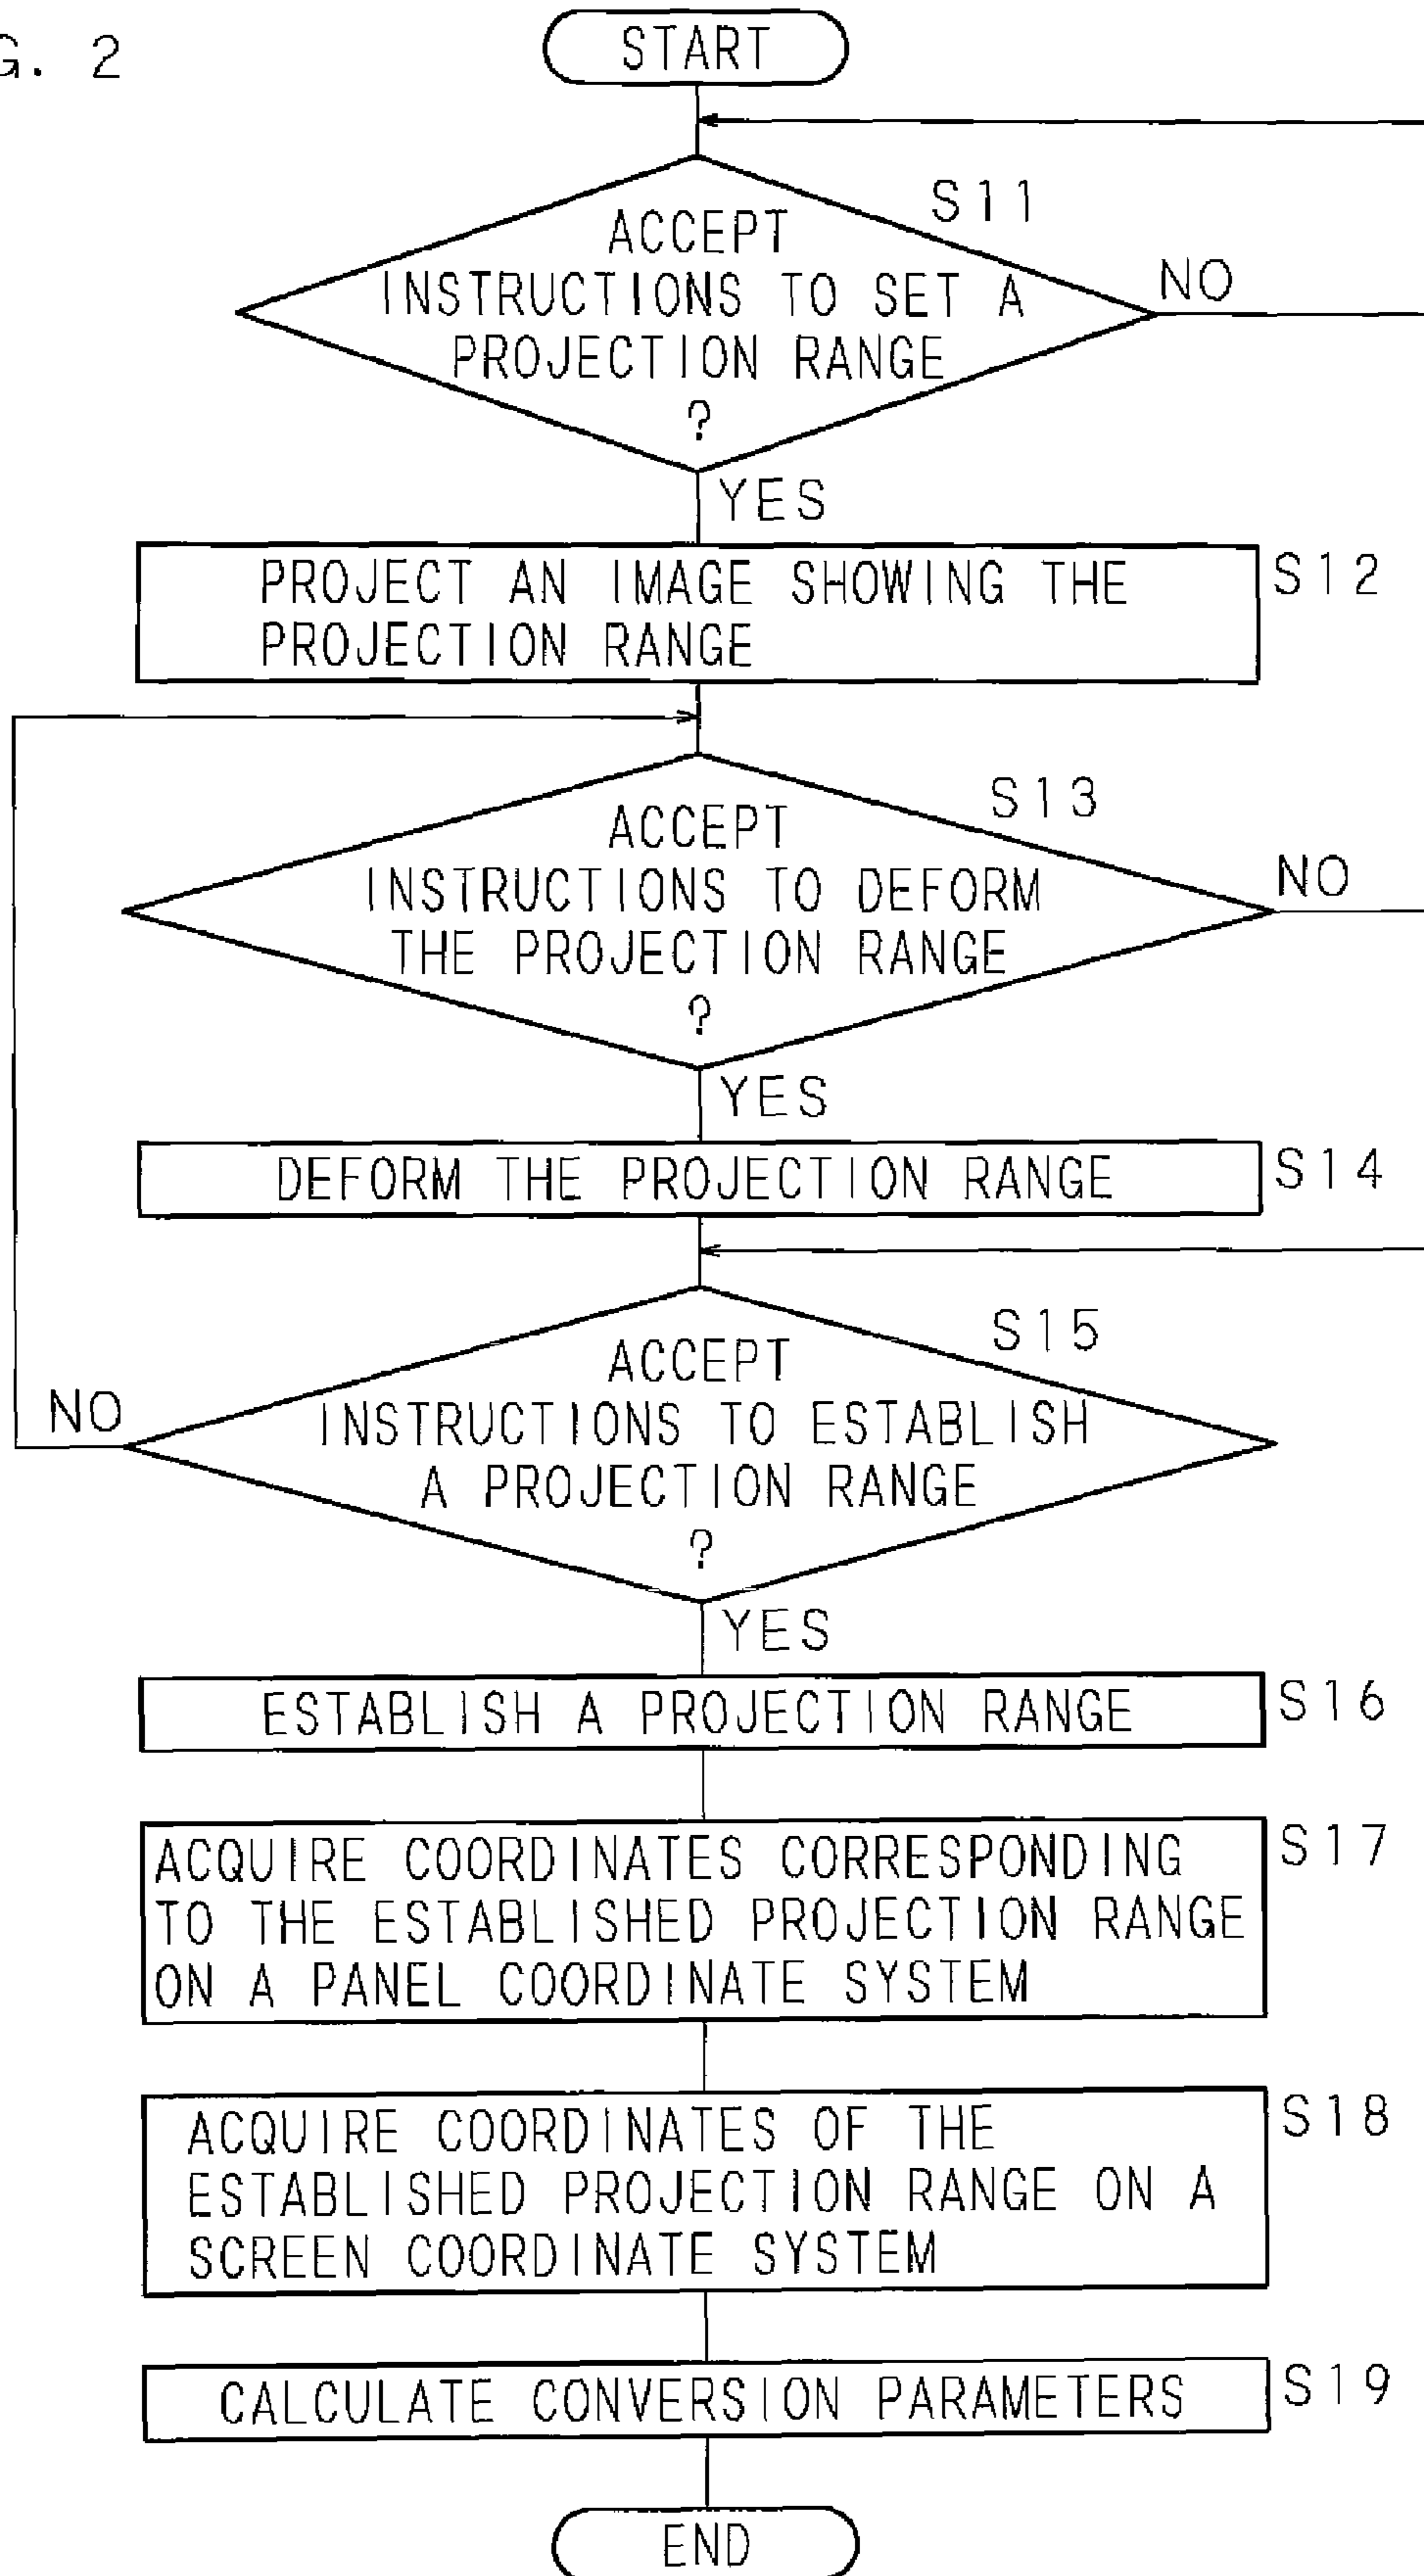 G. 2
START
S11
ACCEPT
INSTRUCTIONS TO SET A
PROJECTION RANGE
?
NO
YES
PROJECT AN IMAGE SHOWING THE
PROJECTION RANGE
S12
S13
ACCEPT
INSTRUCTIONS TO DEFORM
THE PROJECTION RANGE
?
NO
YES
DEFORM THE PROJECTION RANGE
S14
S15
ACCEPT
INSTRUCTIONS TO ESTABLISH
A PROJECTION RANGE
?
NO
YES
ESTABLISH A PROJECTION RANGE
S16
ACQUIRE COORDINATES CORRESPONDING
TO THE ESTABLISHED PROJECTION RANGE
ON A PANEL COORDINATE SYSTEM
S17
ACQUIRE COORDINATES OF THE
ESTABLISHED PROJECTION RANGE ON A
SCREEN COORDINATE SYSTEM
S18
CALCULATE CONVERSION PARAMETERS
S19
END